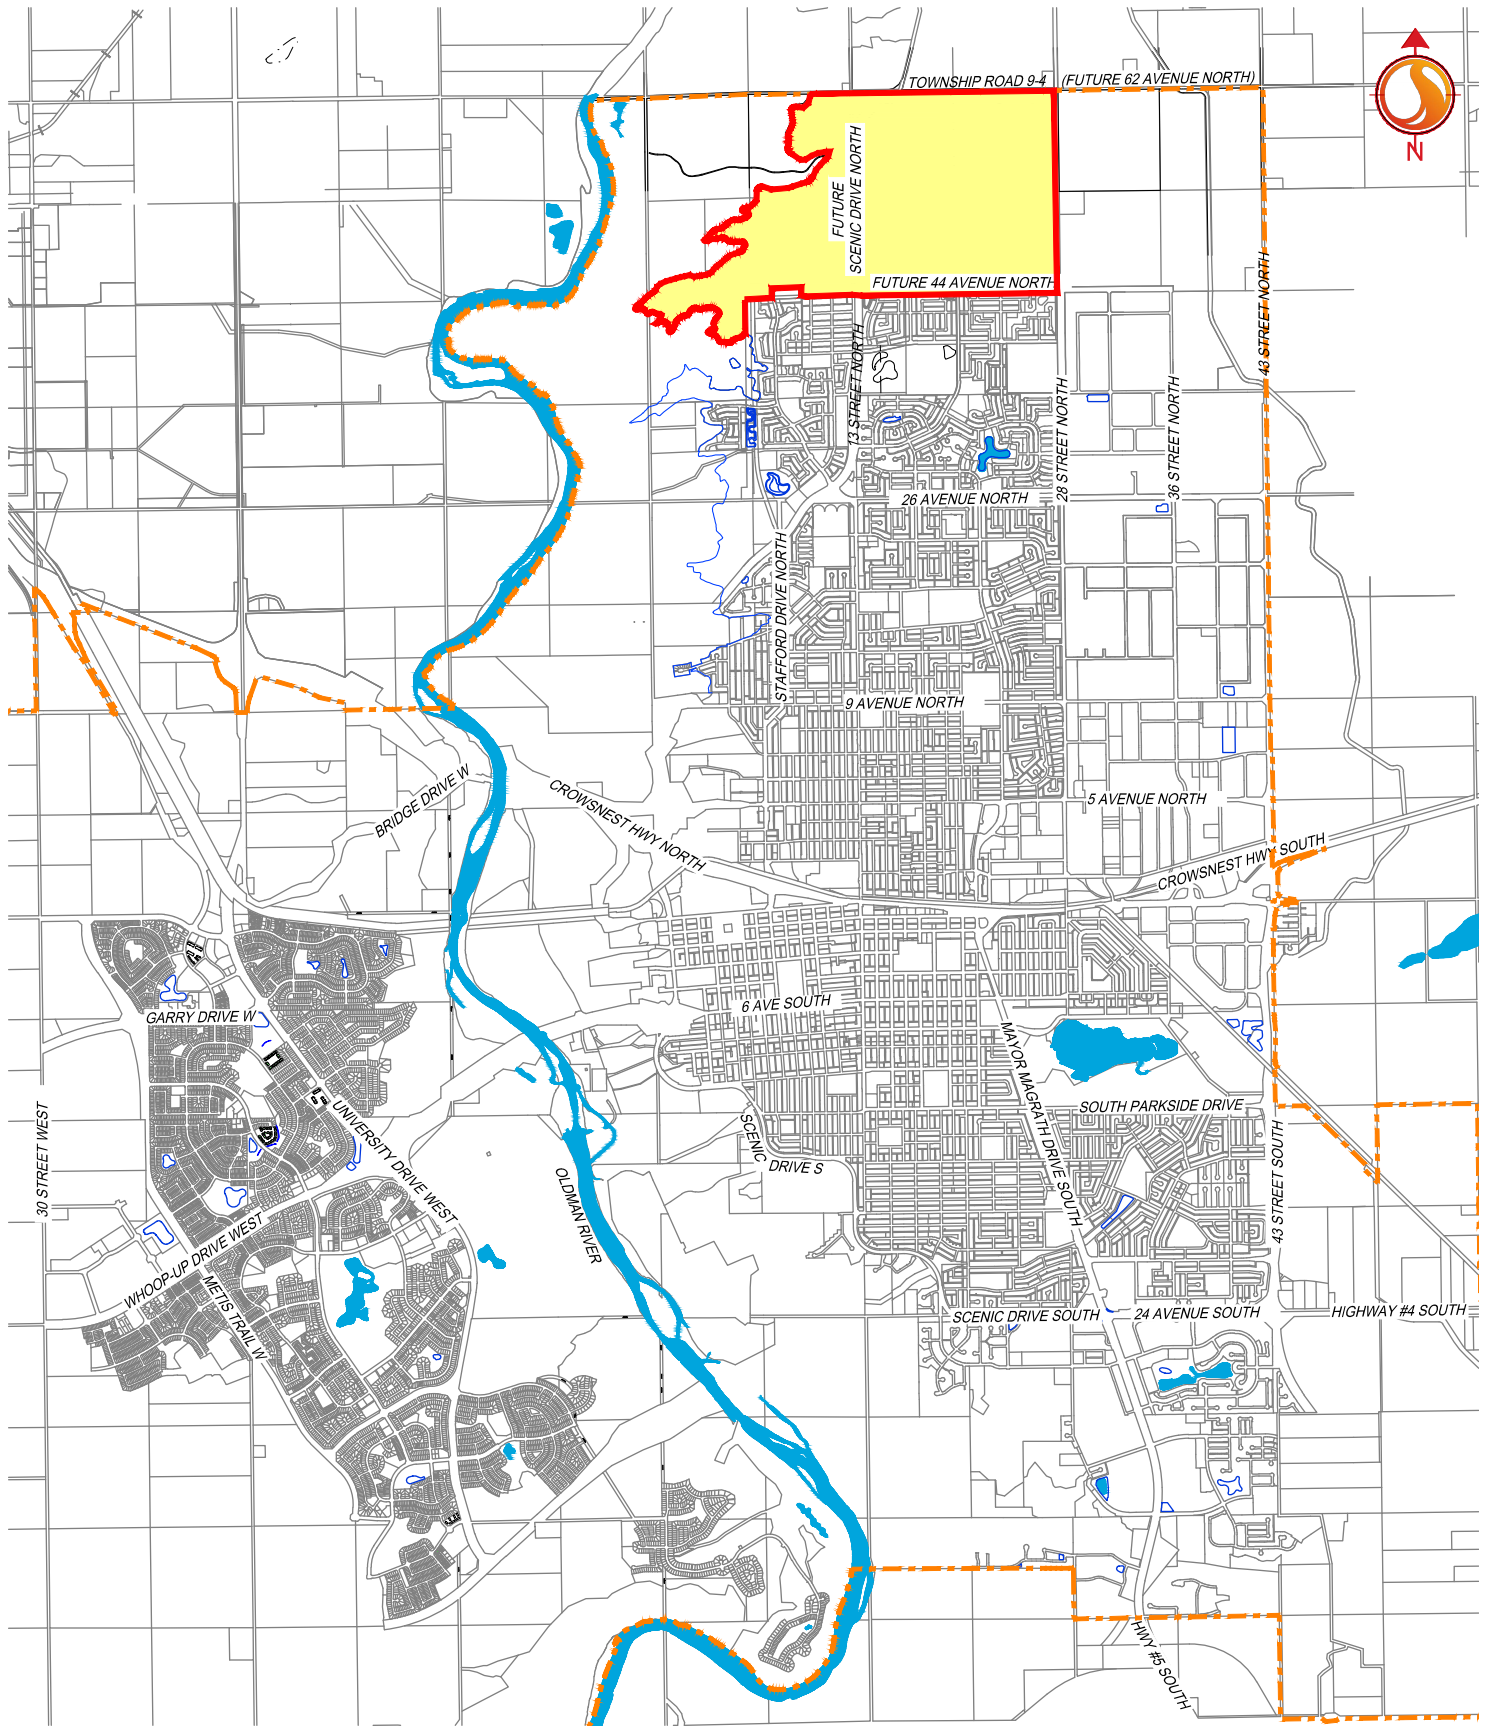 TOWNSHIP ROAD 9-4
(FUTURE 62 AVENUE NORTH)
N
FUTURE
SCENIC DRIVE NORTH
FUTURE 44 AVENUE NORTH
43 STREET NORTH
13 STREET NORTH
28 STREET NORTH
36 STREET NORTH
26 AVENUE NORTH
STAFFORD DRIVE NORTH
9 AVENUE NORTH
BRIDGE DRIVE W
CROWSNEST HWY NORTH
5 AVENUE NORTH
CROWSNEST HWY SOUTH
6 AVE SOUTH
GARRY DRIVE W
MAYOR MAGRATH DRIVE SOUTH
30 STREET WEST
UNIVERSITY DRIVE WEST
SCENIC DRIVE S
SOUTH PARKSIDE DRIVE
43 STREET SOUTH
OLDMAN RIVER
WHOOP-UP DRIVE WEST
METIS TRAIL W
SCENIC DRIVE SOUTH
24 AVENUE SOUTH
HIGHWAY #4 SOUTH
HWY #5 SOUTH